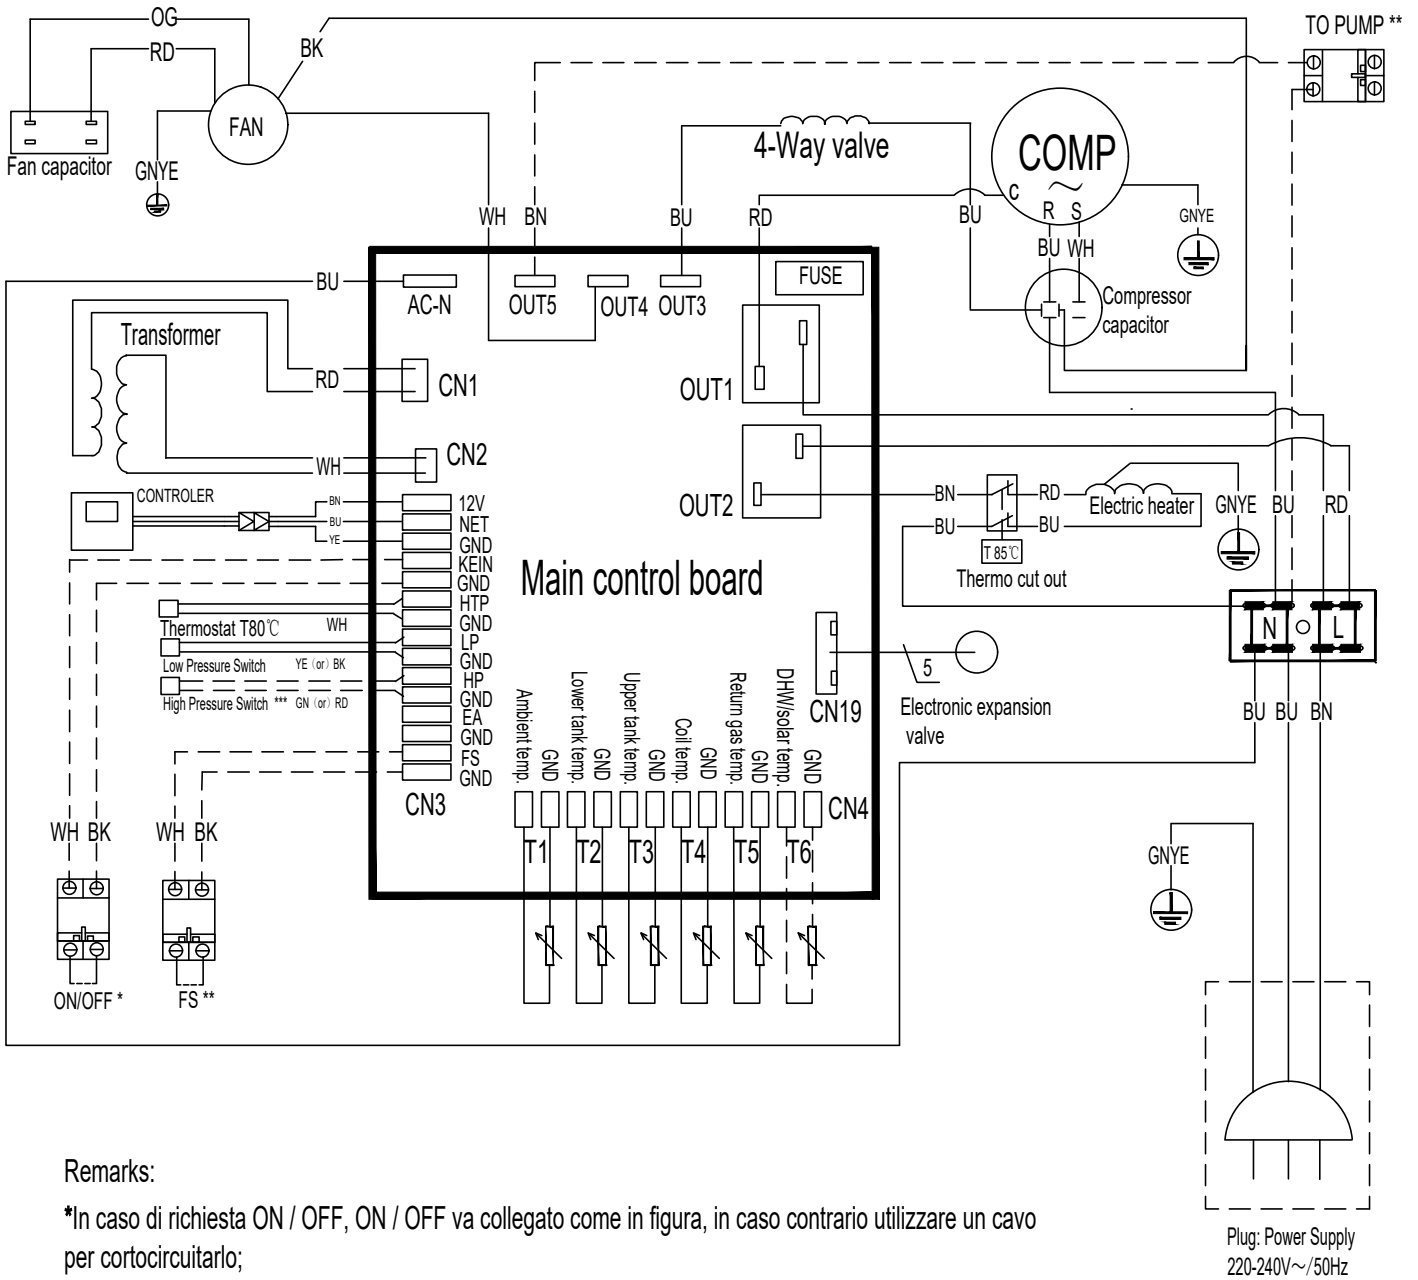 OG
RD
BK
TO PUMP **
FAN
Fan capacitor
GNYE
4-Way valve
COMP
C
R S
GNYE
WH
BN
BU
RD
BU
BU WH
BU
AC-N
OUT5
OUT4
OUT3
FUSE
Compressor
capacitor
Transformer
RD
CN1
OUT1
WH
CN2
OUT2
CONTROLER
BN
BU
YE
12V
NET
GND
KEIN
GND
HTP
GND
LP
GND
HP
GND
EA
GND
FS
GND
CN3
Main control board
BN
RD
Electric heater
BU
BU
T 85℃
Thermo cut out
GNYE
BU
RD
Thermostat T80℃
WH
Low Pressure Switch
YE (or) BK
High Pressure Switch ***
GN (or) RD
N
L
CN19
5
Electronic expansion
valve
BU BU BN
Ambient temp.
GND
Lower tank temp.
GND
Upper tank temp.
GND
Coil temp.
GND
Return gas temp.
GND
DHW/solar temp.
GND
CN4
T1
T2
T3
T4
T5
T6
WH BK
WH BK
GNYE
ON/OFF *
FS **
Plug: Power Supply
220-240V～/50Hz
Remarks:
*In caso di richiesta ON / OFF, ON / OFF va collegato come in figura, in caso contrario utilizzare un cavo
per cortocircuitarlo;